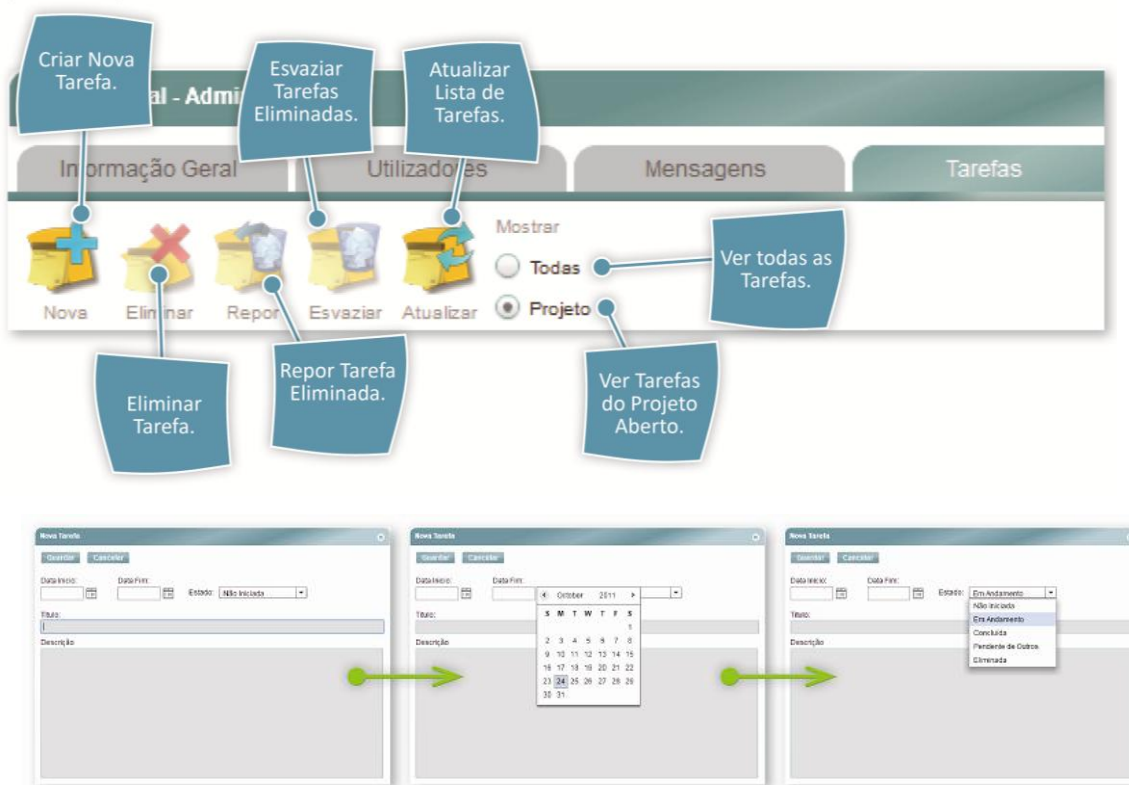 Criar Nova
Tarefa.
Esvaziar
Tarefas
Eliminadas.
Atualizar
Lista de
Tarefas.
al - Admi
Informação Geral
Utilizadores
Mensagens
Tarefas
Mostrar
Todas
Projeto
Nova
Eliminar
Repor
Esvaziar
Atualizar
Ver todas as
Tarefas.
Eliminar
Tarefa.
Repor Tarefa
Eliminada.
Ver Tarefas
do Projeto
Aberto.
Nova Tarefa
Guardar Cancelar
Data Início: Data Fim:
Estado: Não Iniciada
Título:
Descrição
Nova Tarefa
Guardar Cancelar
Data Início: Data Fim:
October 2011
S M T W T F S
1
2 3 4 5 6 7 8
9 10 11 12 13 14 15
16 17 18 19 20 21 22
23 24 25 26 27 28 29
30 31
Título:
Descrição
Nova Tarefa
Guardar Cancelar
Data Início: Data Fim:
Estado: Em Andamento
Não Iniciada
Em Andamento
Concluída
Pendente de Outros
Eliminada
Título:
Descrição